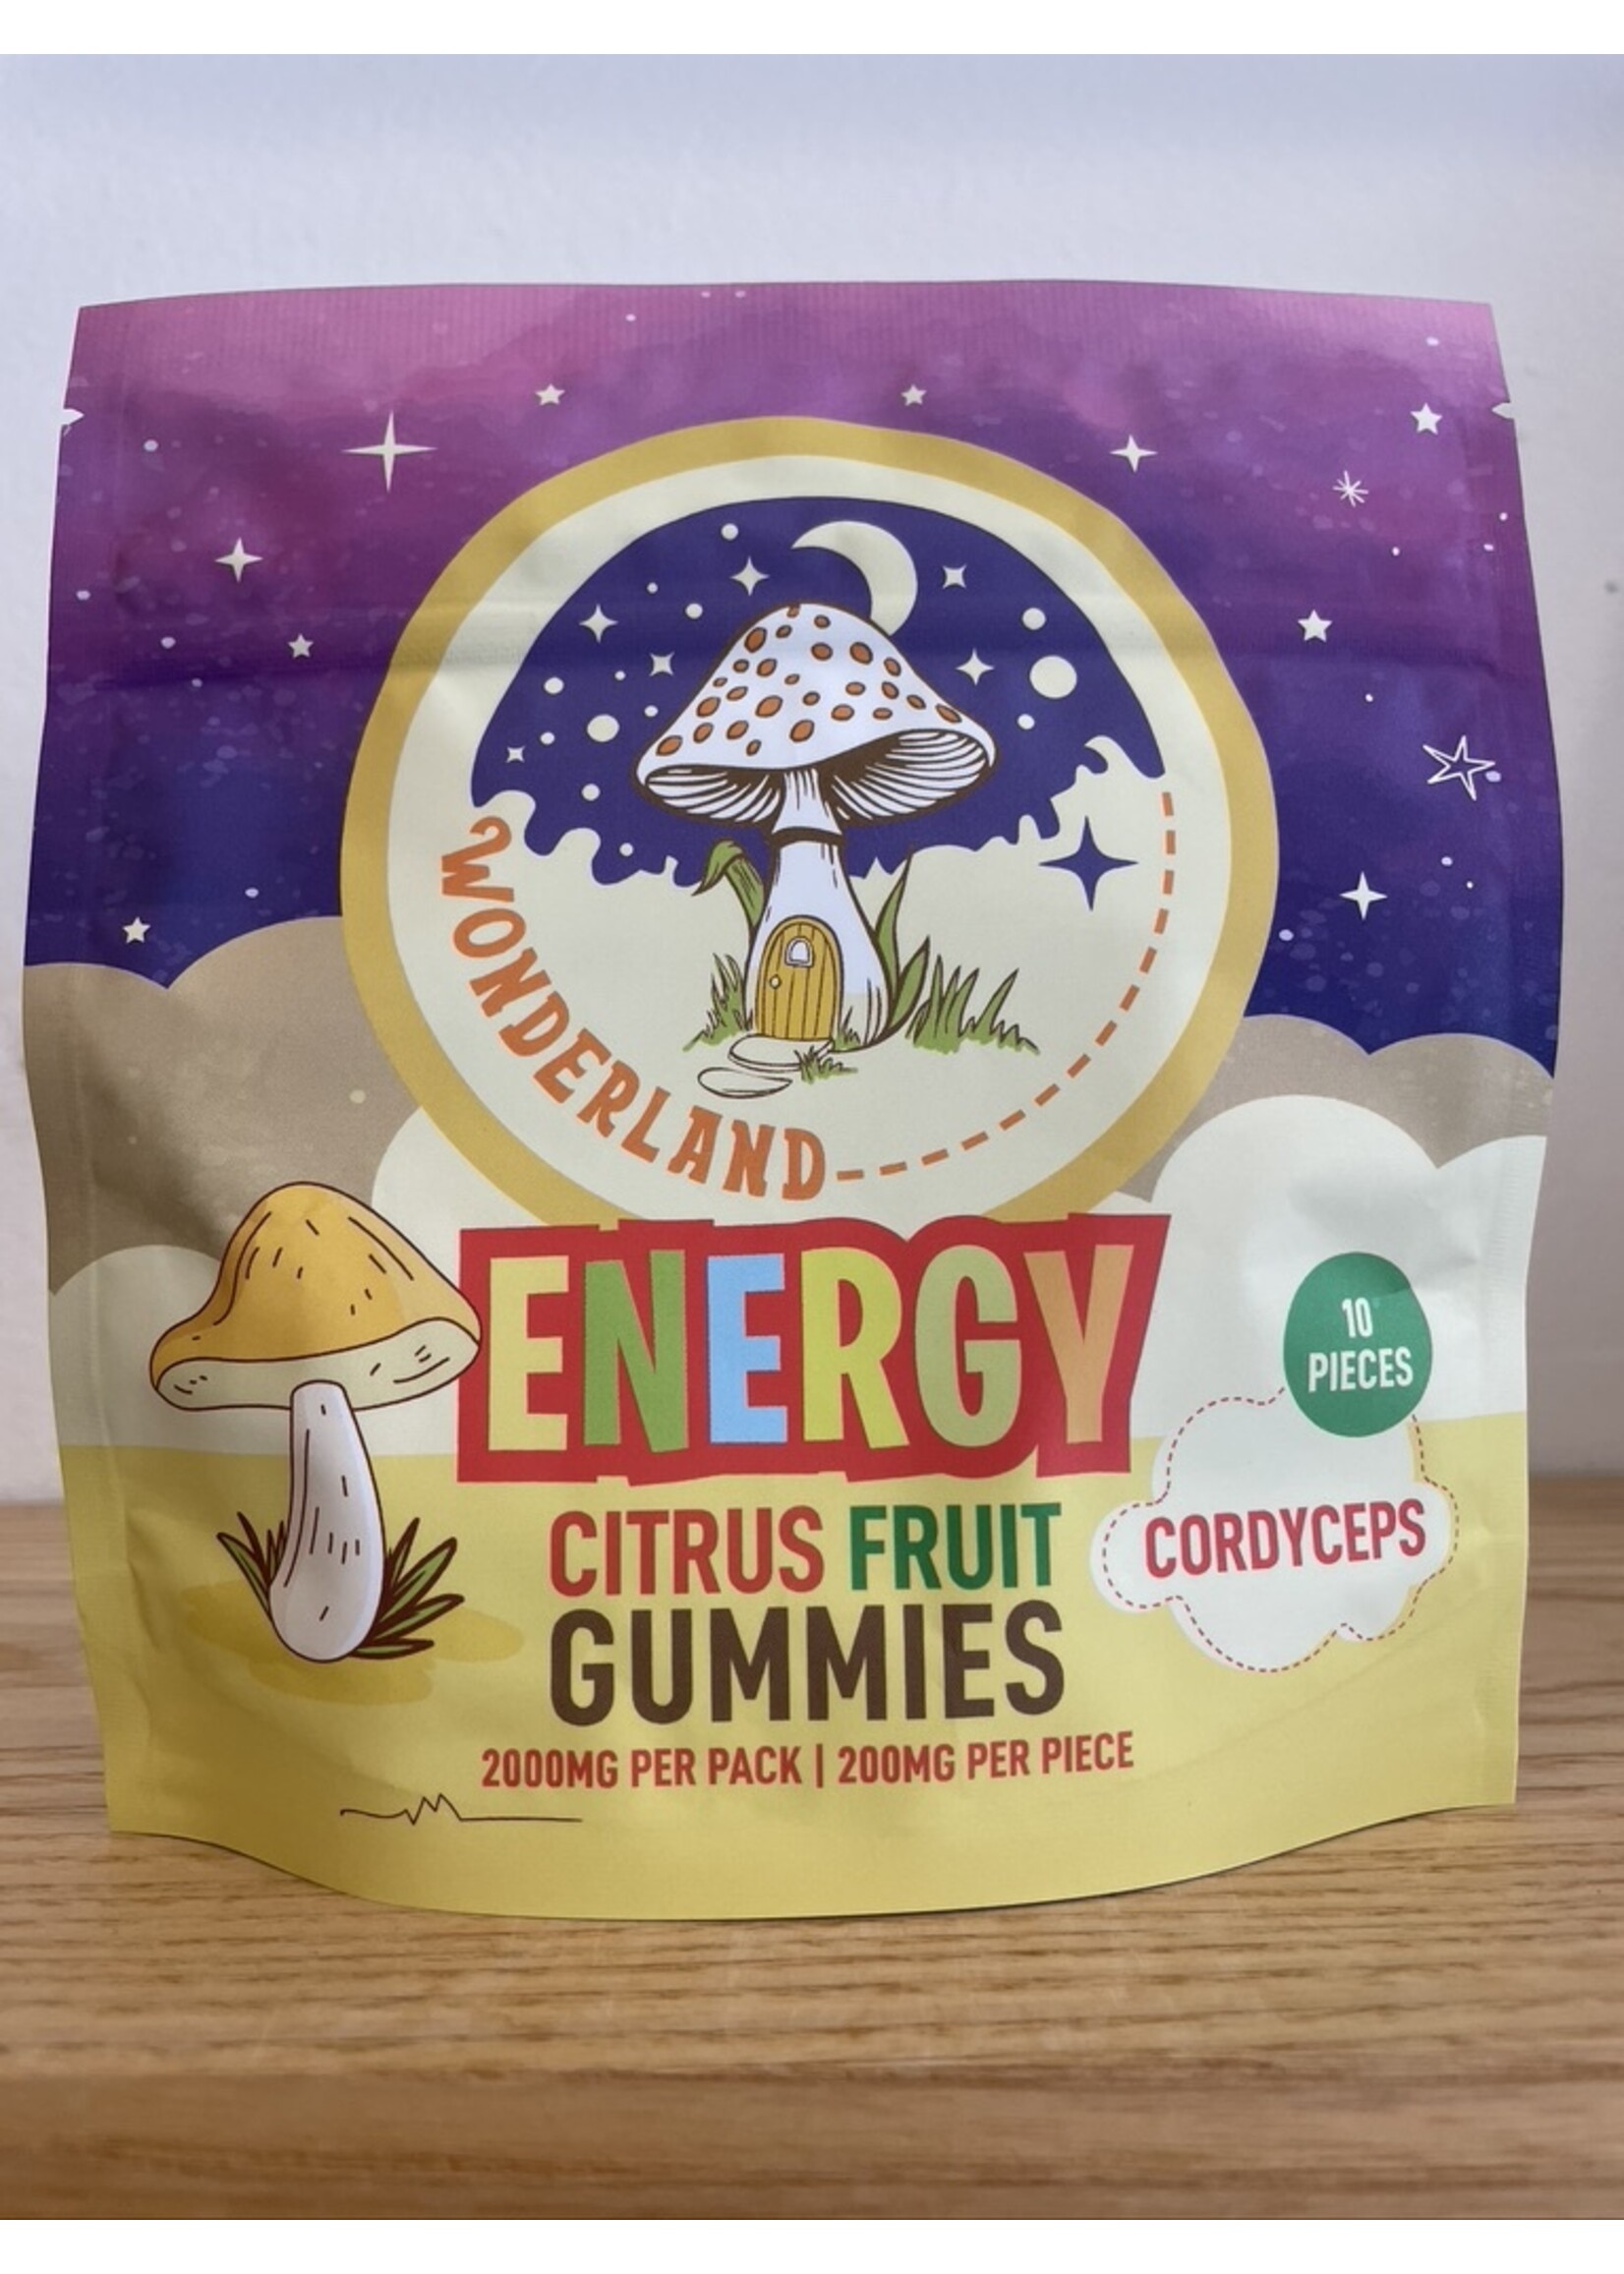 WONDERLAND
ENERGY
10
PIECES
CITRUS FRUIT
CORDYCEPS
GUMMIES
2000MG PER PACK | 200MG PER PIECE